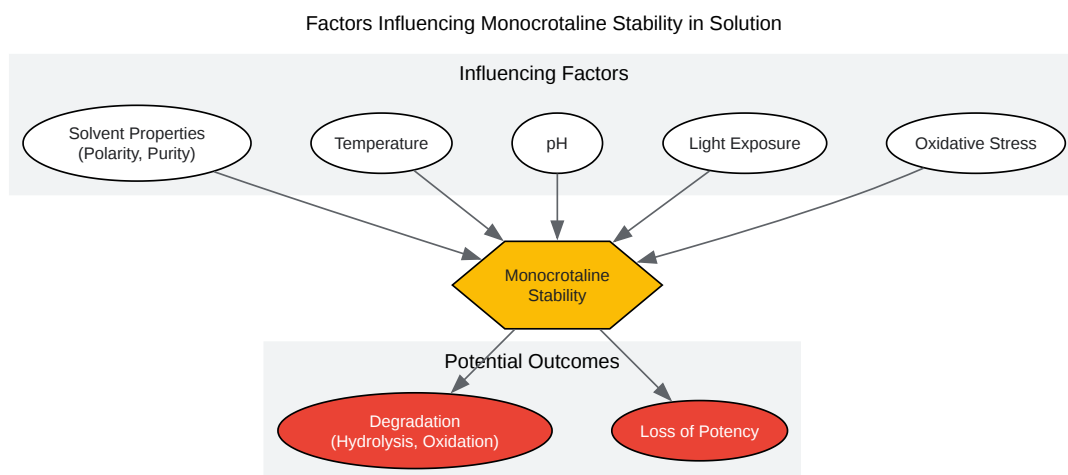 Factors Influencing Monocrotaline Stability in Solution
Influencing Factors
Solvent Properties
(Polarity, Purity)
Temperature
pH
Light Exposure
Oxidative Stress
Monocrotaline
Stability
Potential Outcomes
Degradation
(Hydrolysis, Oxidation)
Loss of Potency